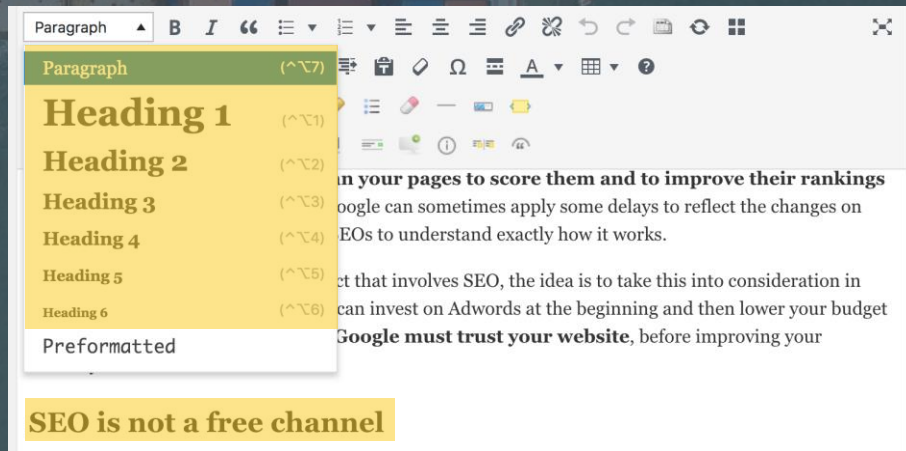 Paragraph
B I
Paragraph (^⌥7)
Heading 1 (^⌥1)
Heading 2 (^⌥2)
Heading 3 (^⌥3)
Heading 4 (^⌥4)
Heading 5 (^⌥5)
Heading 6 (^⌥6)
Preformatted
Ω A ?
your pages to score them and to improve their rankings
oogle can sometimes apply some delays to reflect the changes on
EOs to understand exactly how it works.
ct that involves SEO, the idea is to take this into consideration in
can invest on Adwords at the beginning and then lower your budget
Google must trust your website, before improving your
SEO is not a free channel